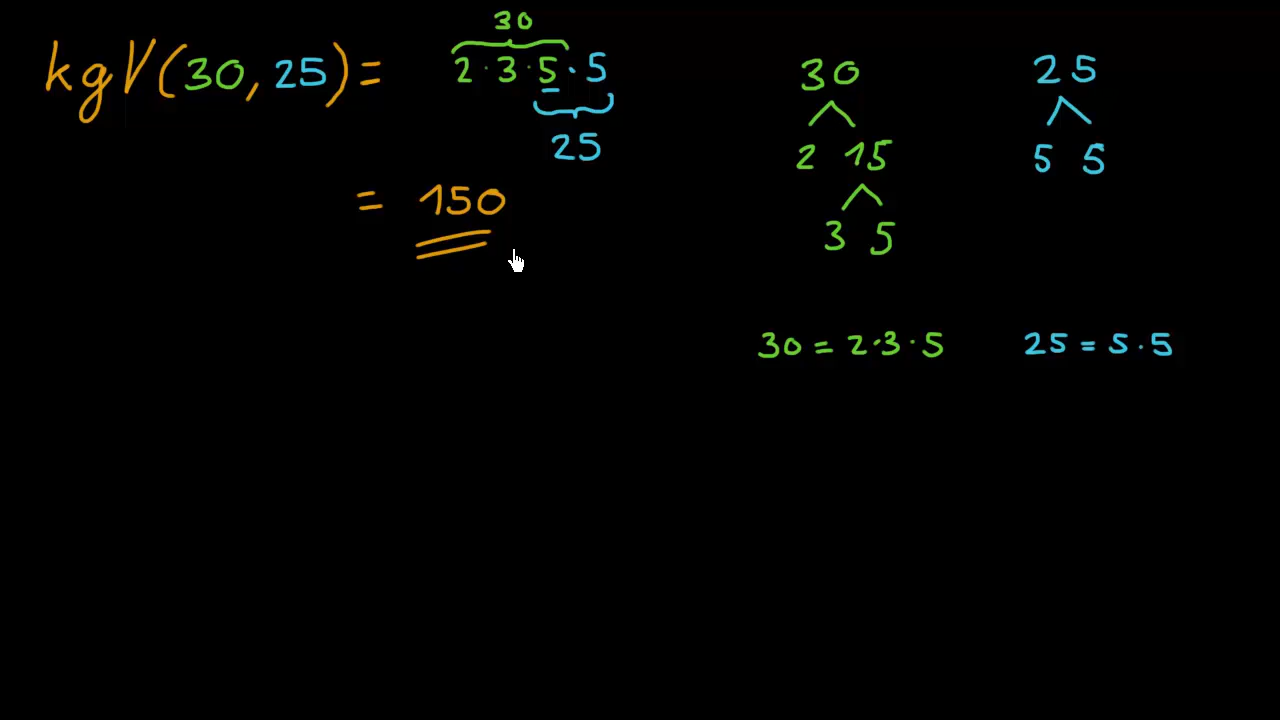 30
kgV(30, 25) = 2 · 3 · 5 · 5
25
= 150
30
2 15
3 5
30 = 2 · 3 · 5
25
5 5
25 = 5 · 5